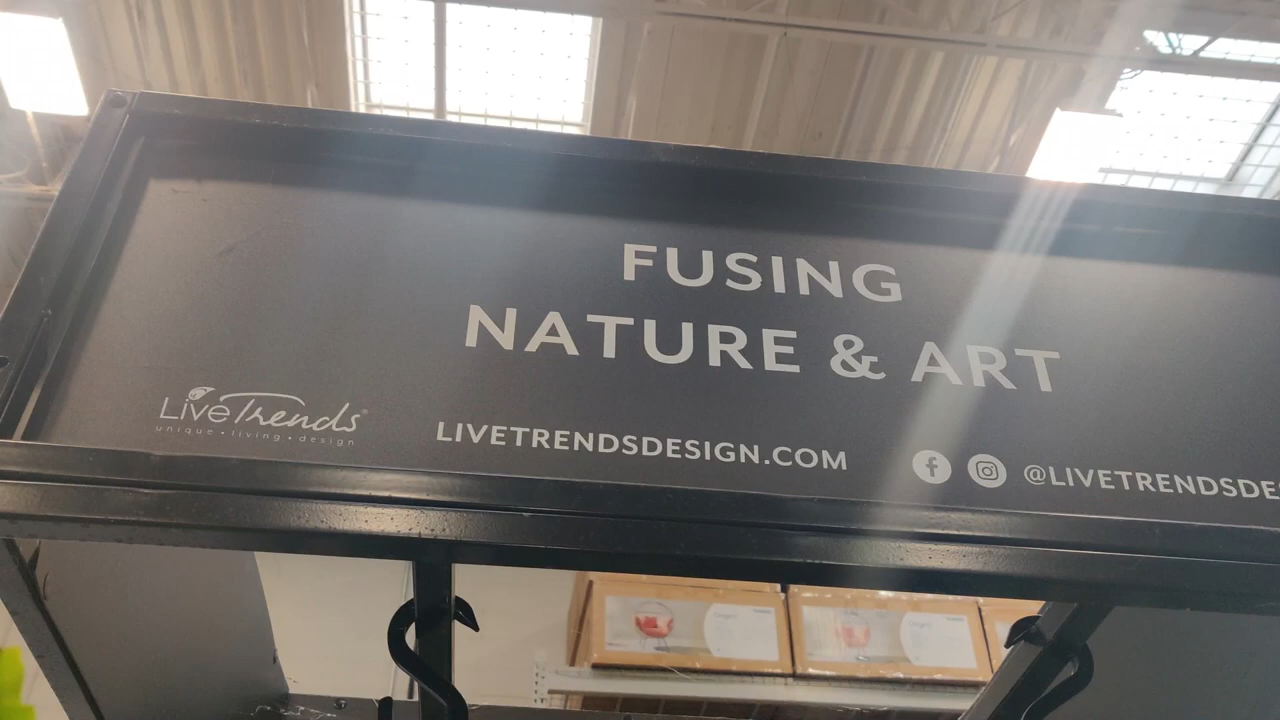 FUSING
NATURE & ART
LiveTrends®
unique • living • design
LIVETRENDSDESIGN.COM
@LIVETRENDSDES